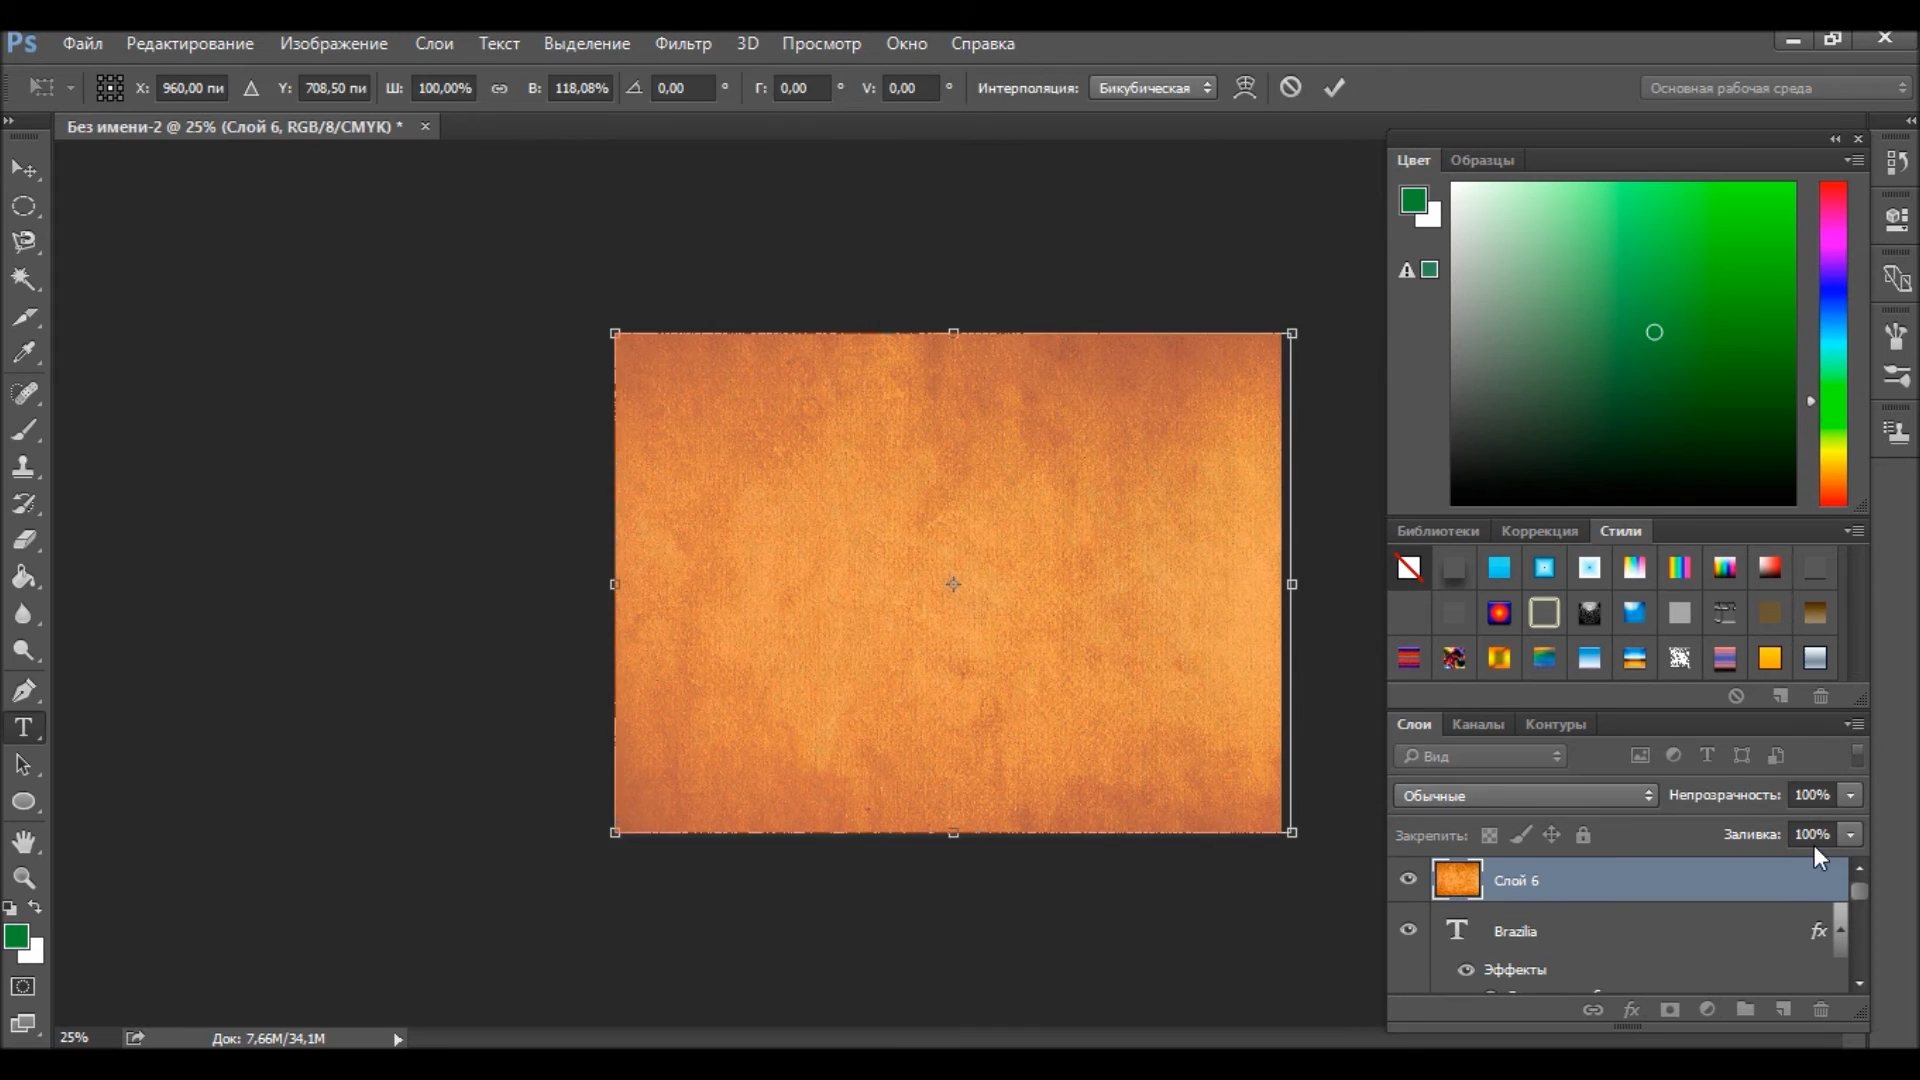 Ps Файл Редактирование Изображение Слои Текст Выделение Фильтр 3D Просмотр Окно Справка
X: 960,00 пи Y: 708,50 пи Ш: 100,00% В: 118,08% 0,00 ° Г: 0,00 ° V: 0,00 ° Интерполяция: Бикубическая Основная рабочая среда
Без имени-2 @ 25% (Слой 6, RGB/8/CMYK) *
Цвет Образцы
Библиотеки Коррекция Стили
Слои Каналы Контуры
Вид
Обычные Непрозрачность: 100%
Закрепить: Заливка: 100%
Слой 6
T Brazilia fx
Эффекты
fx
25% Док: 7,66M/34,1M